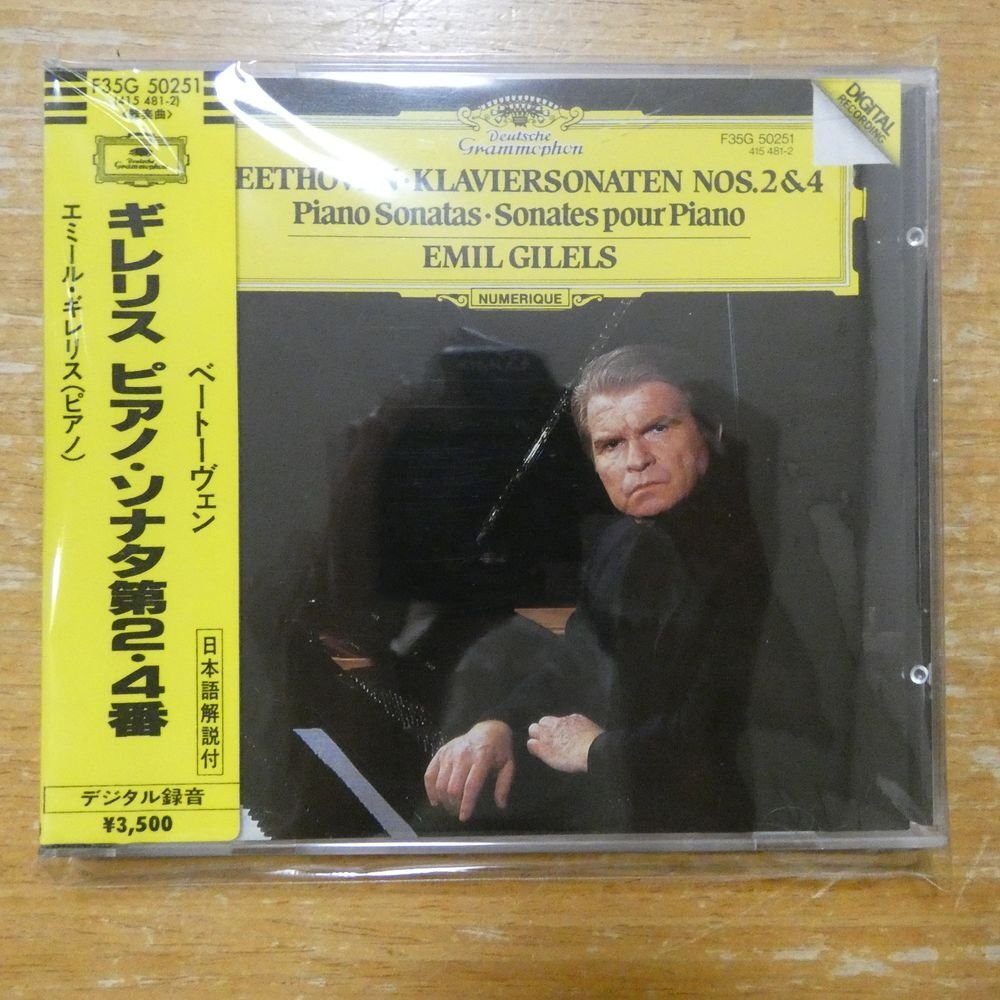 F35G 50251
(415 481-2)
Deutsche
Grammophon
ギレリス ピアノ・ソナタ第2・4番
ベートーヴェン
エミール・ギレリス(ピアノ)
日本語解説付
デジタル録音
¥3,500
Deutsche
Grammophon
F35G 50251
415 481-2
DIGITAL
RECORDING
EETHOVEN·KLAVIERSONATEN NOS.2&4
Piano Sonatas·Sonates pour Piano
EMIL GILELS
NUMERIQUE